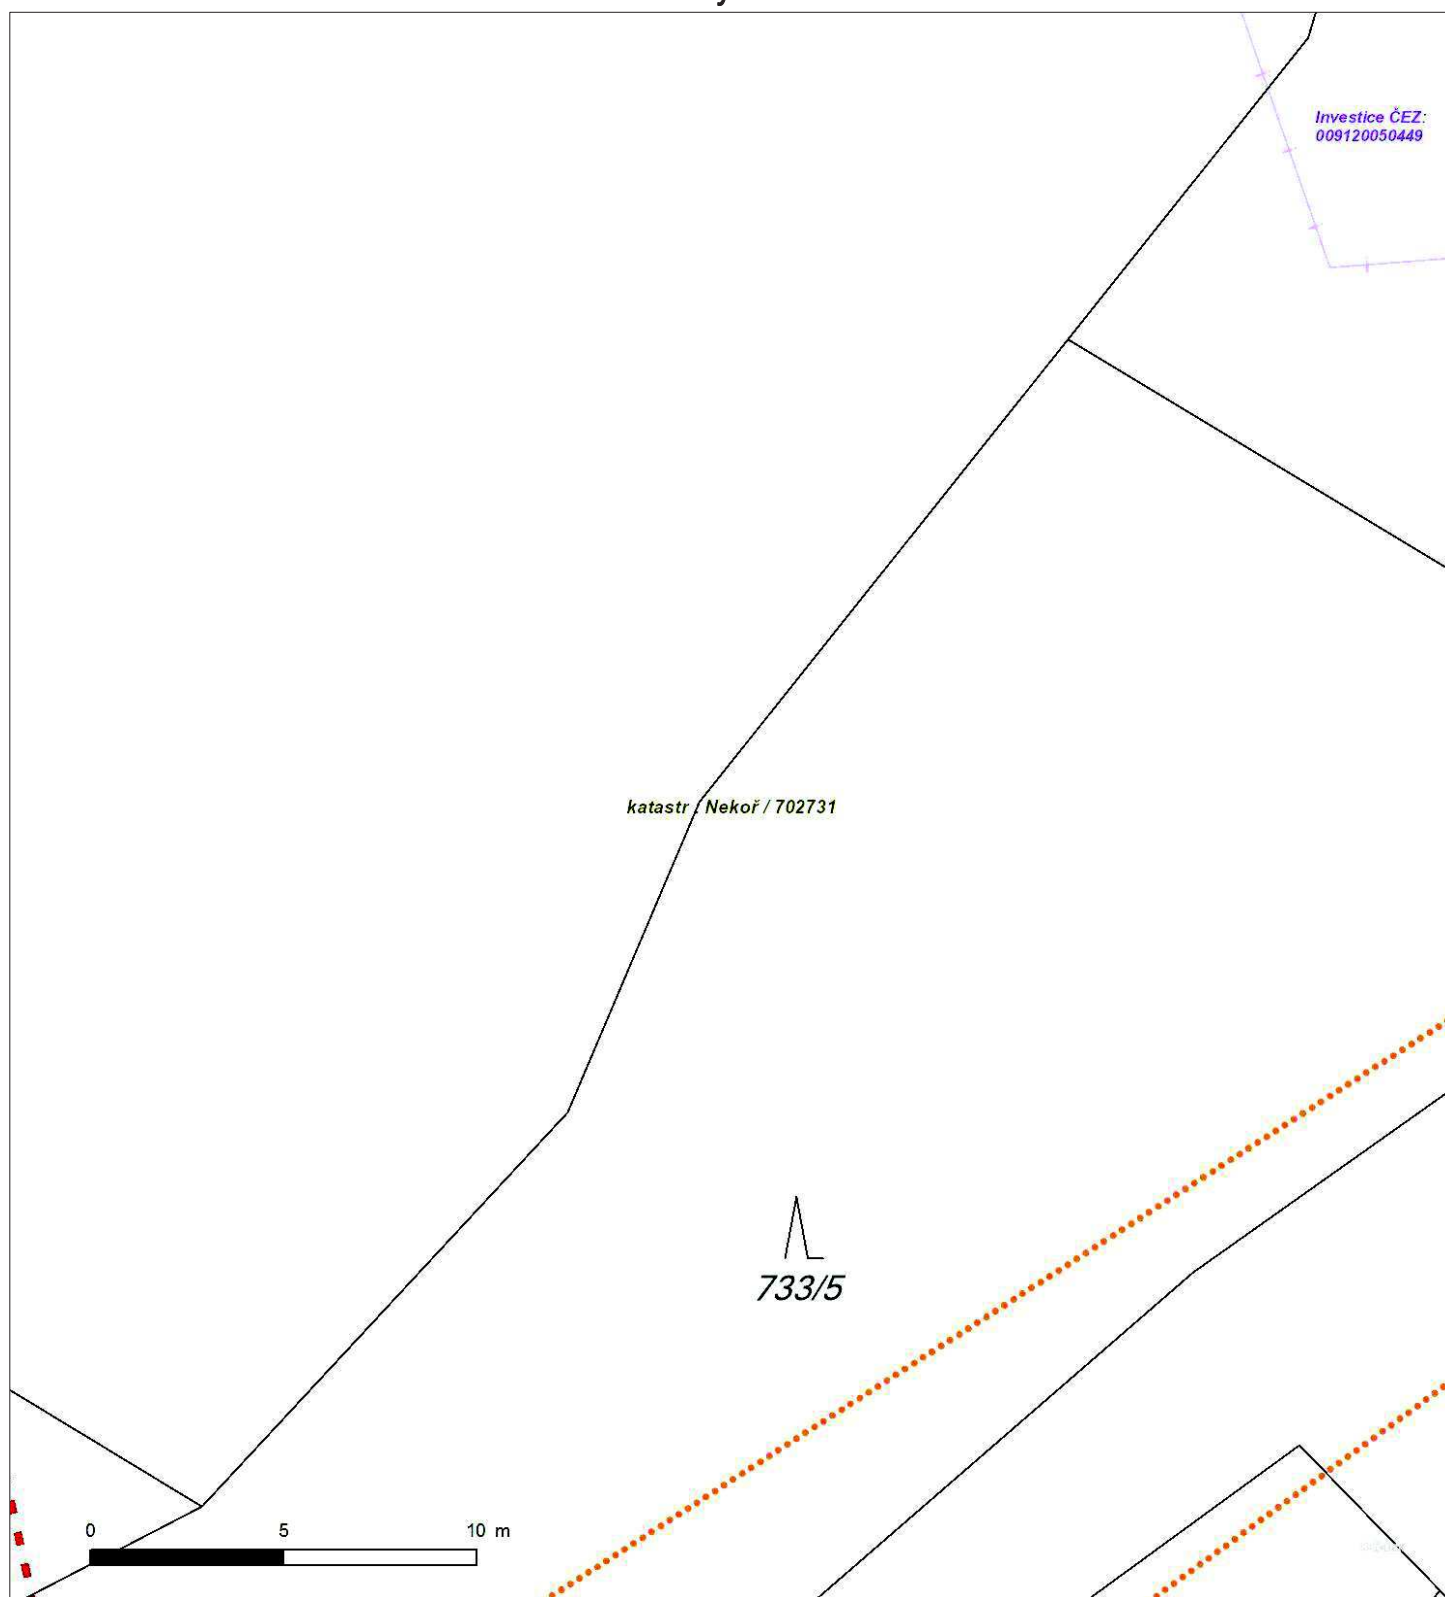 Investice ČEZ:
009120050449
katastr : Nekoř / 702731
733/5
0 5 10 m